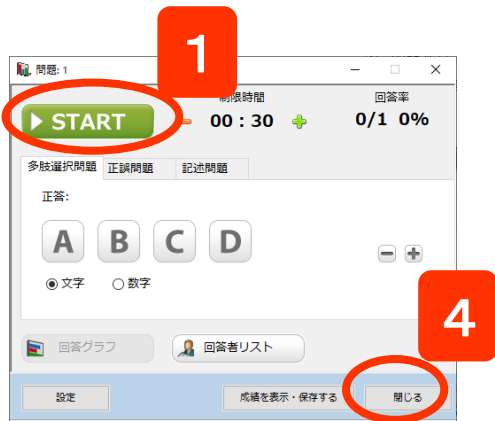 1
問題: 1
制限時間
回答率
START
00 : 30
0/1 0%
多肢選択問題
正誤問題
記述問題
正答:
A B C D
文字
数字
4
回答グラフ
回答者リスト
設定
成績を表示・保存する
閉じる